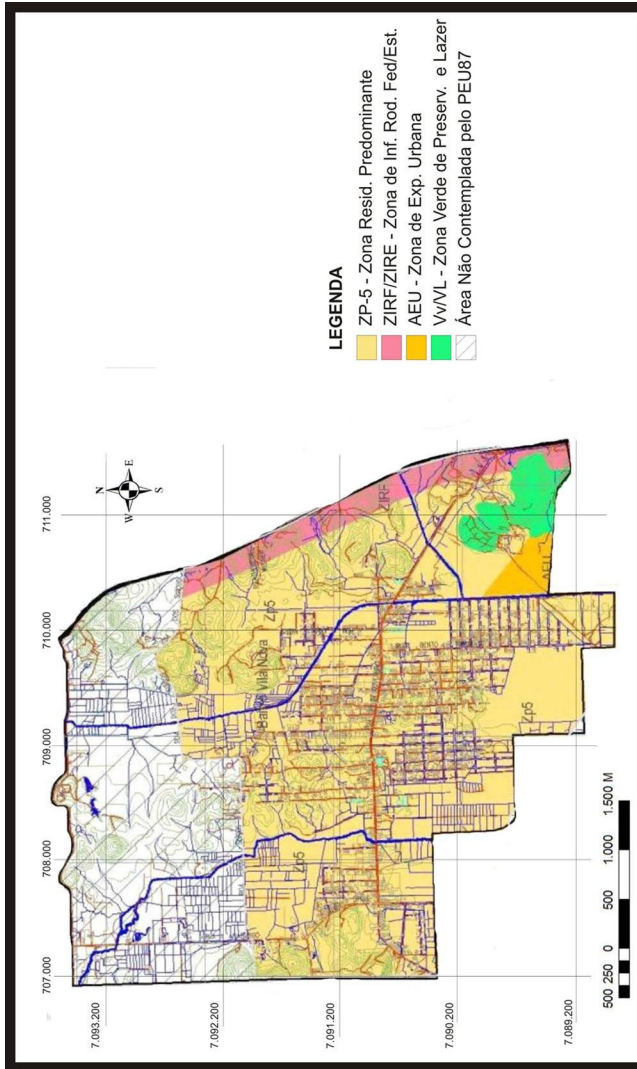 LEGENDA
ZP-5 - Zona Resid. Predominante
ZIRF/ZIRE - Zona de Inf. Rod. Fed/Est.
AEU - Zona de Exp. Urbana
Vv/VL - Zona Verde de Preserv. e Lazer
Área Não Contemplada pelo PEU87
N
W
E
S
707.000
708.000
709.000
710.000
711.000
7.093.200
7.092.200
7.091.200
7.090.200
7.089.200
Zp5
Bairro Vila Nova
ZIRF
Zp5
AEU
Zp5
500 250 0 500 1.000 1.500 M